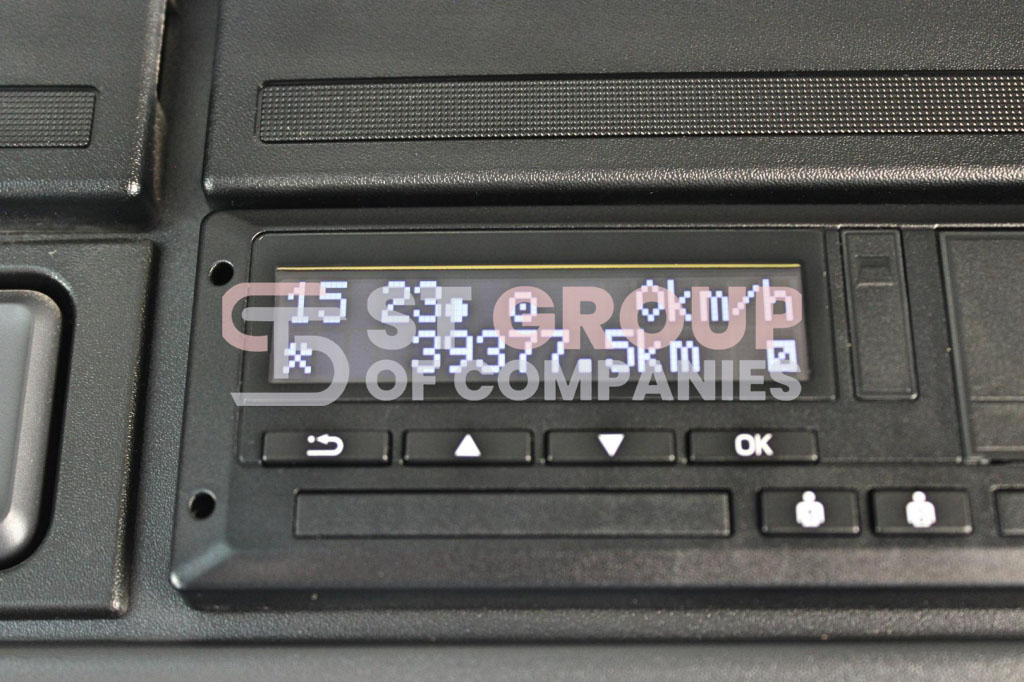 15 23 0km/h
39377.5km
ST GROUP
OF COMPANIES
OK